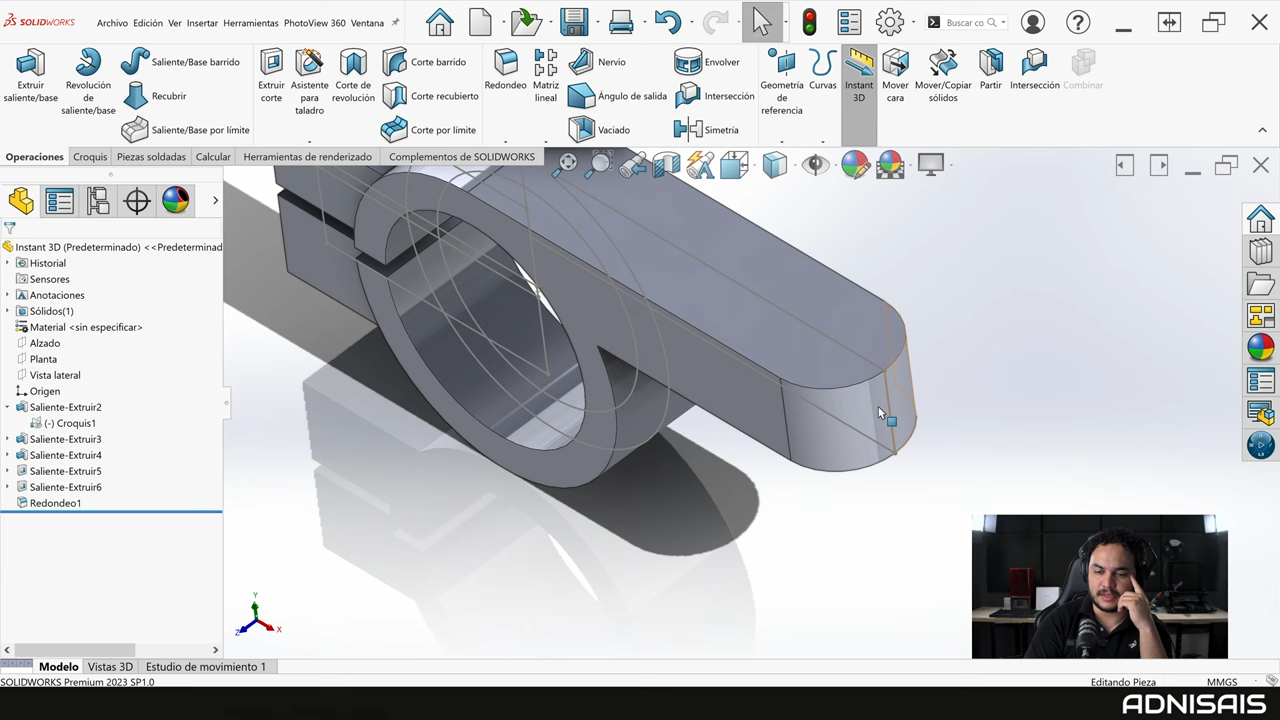 SOLIDWORKS
Archivo Edición Ver Insertar Herramientas PhotoView 360 Ventana
Buscar co
Extruir saliente/base
Revolución de saliente/base
Saliente/Base barrido
Recubrir
Saliente/Base por límite
Extruir corte
Asistente para taladro
Corte de revolución
Corte barrido
Corte recubierto
Corte por límite
Redondeo
Matriz lineal
Nervio
Ángulo de salida
Vaciado
Envolver
Intersección
Simetría
Geometría de referencia
Curvas
Instant 3D
Mover cara
Mover/Copiar sólidos
Partir
Intersección
Combinar
Operaciones Croquis Piezas soldadas Calcular Herramientas de renderizado Complementos de SOLIDWORKS
Instant 3D (Predeterminado) <<Predeterminad
Historial
Sensores
Anotaciones
Sólidos(1)
Material <sin especificar>
Alzado
Planta
Vista lateral
Origen
Saliente-Extruir2
(-) Croquis1
Saliente-Extruir3
Saliente-Extruir4
Saliente-Extruir5
Saliente-Extruir6
Redondeo1
Y
Z
X
Modelo Vistas 3D Estudio de movimiento 1
SOLIDWORKS Premium 2023 SP1.0 Editando Pieza MMGS
ADNISAIS